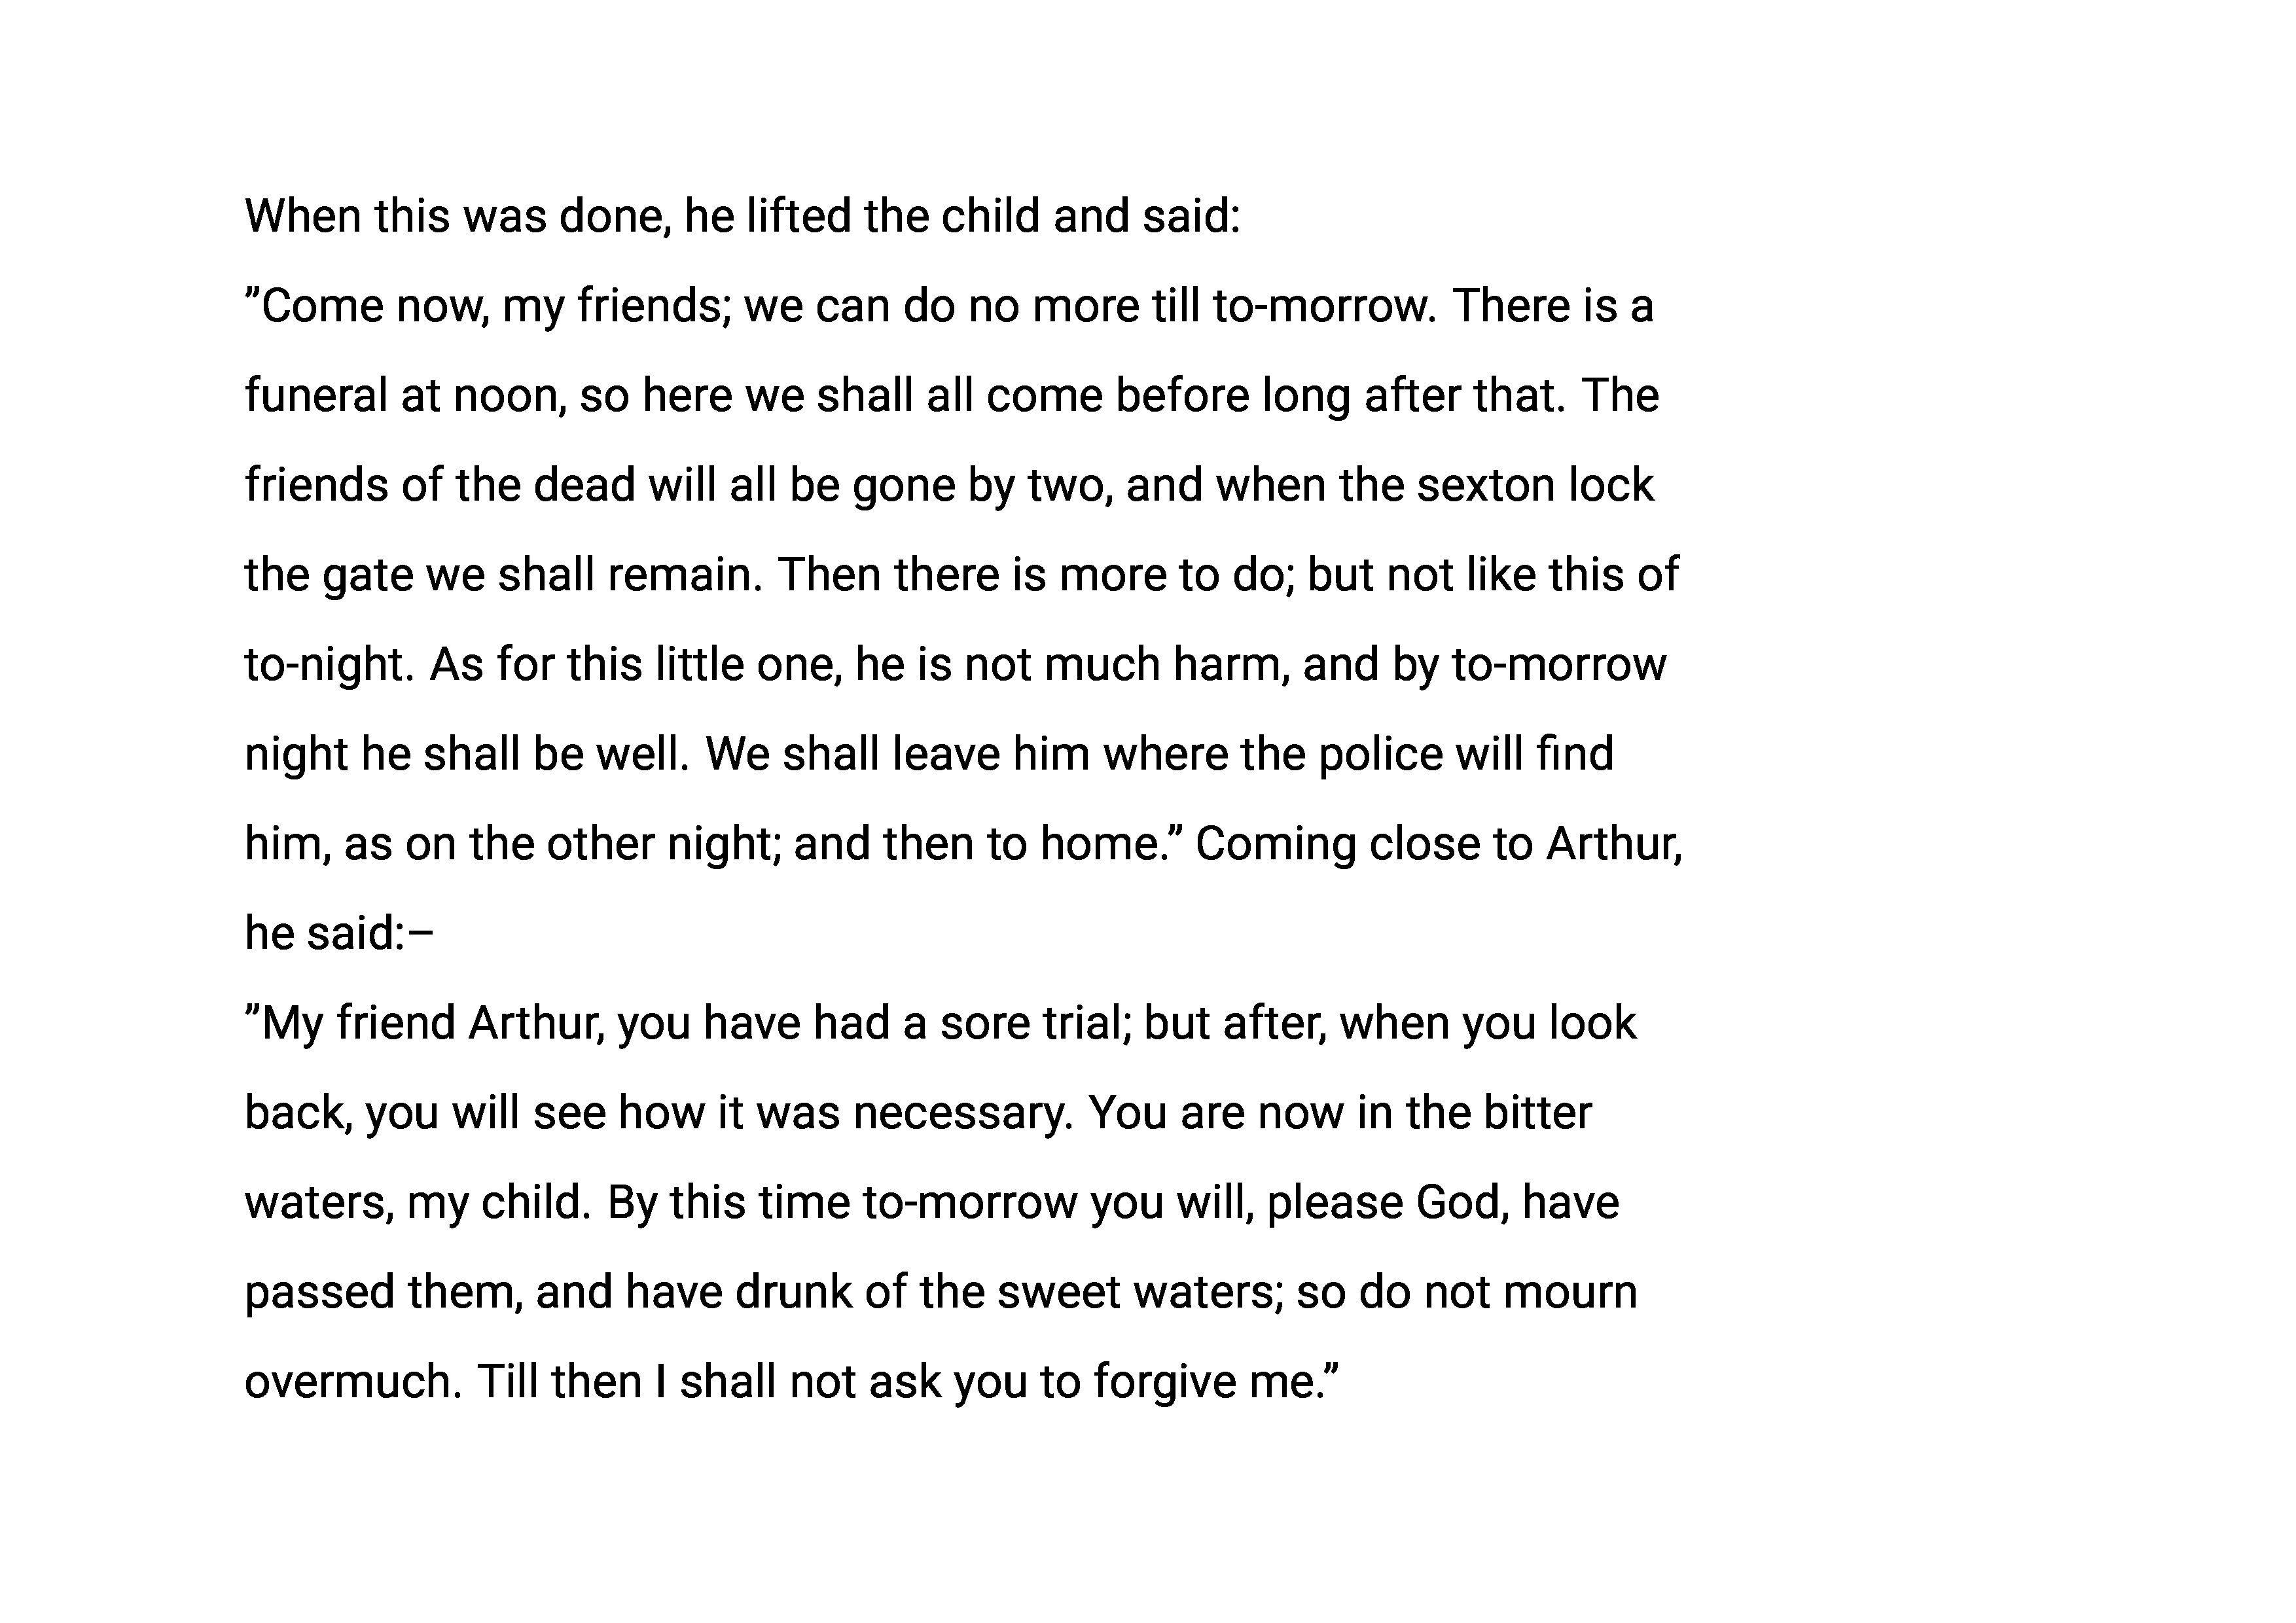 When this was done, he lifted the child and said:
”Come now, my friends; we can do no more till to-morrow. There is a
funeral at noon, so here we shall all come before long after that. The
friends of the dead will all be gone by two, and when the sexton lock
the gate we shall remain. Then there is more to do; but not like this of
to-night. As for this little one, he is not much harm, and by to-morrow
night he shall be well. We shall leave him where the police will find
him, as on the other night; and then to home.” Coming close to Arthur,
he said:–
”My friend Arthur, you have had a sore trial; but after, when you look
back, you will see how it was necessary. You are now in the bitter
waters, my child. By this time to-morrow you will, please God, have
passed them, and have drunk of the sweet waters; so do not mourn
overmuch. Till then I shall not ask you to forgive me.”